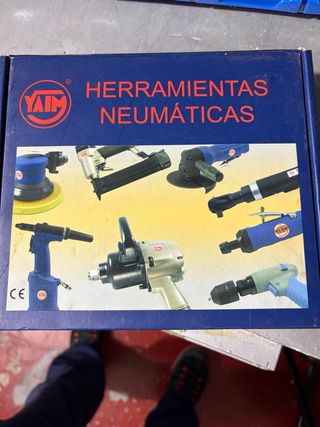 YATM
®
HERRAMIENTAS
NEUMÁTICAS
CE